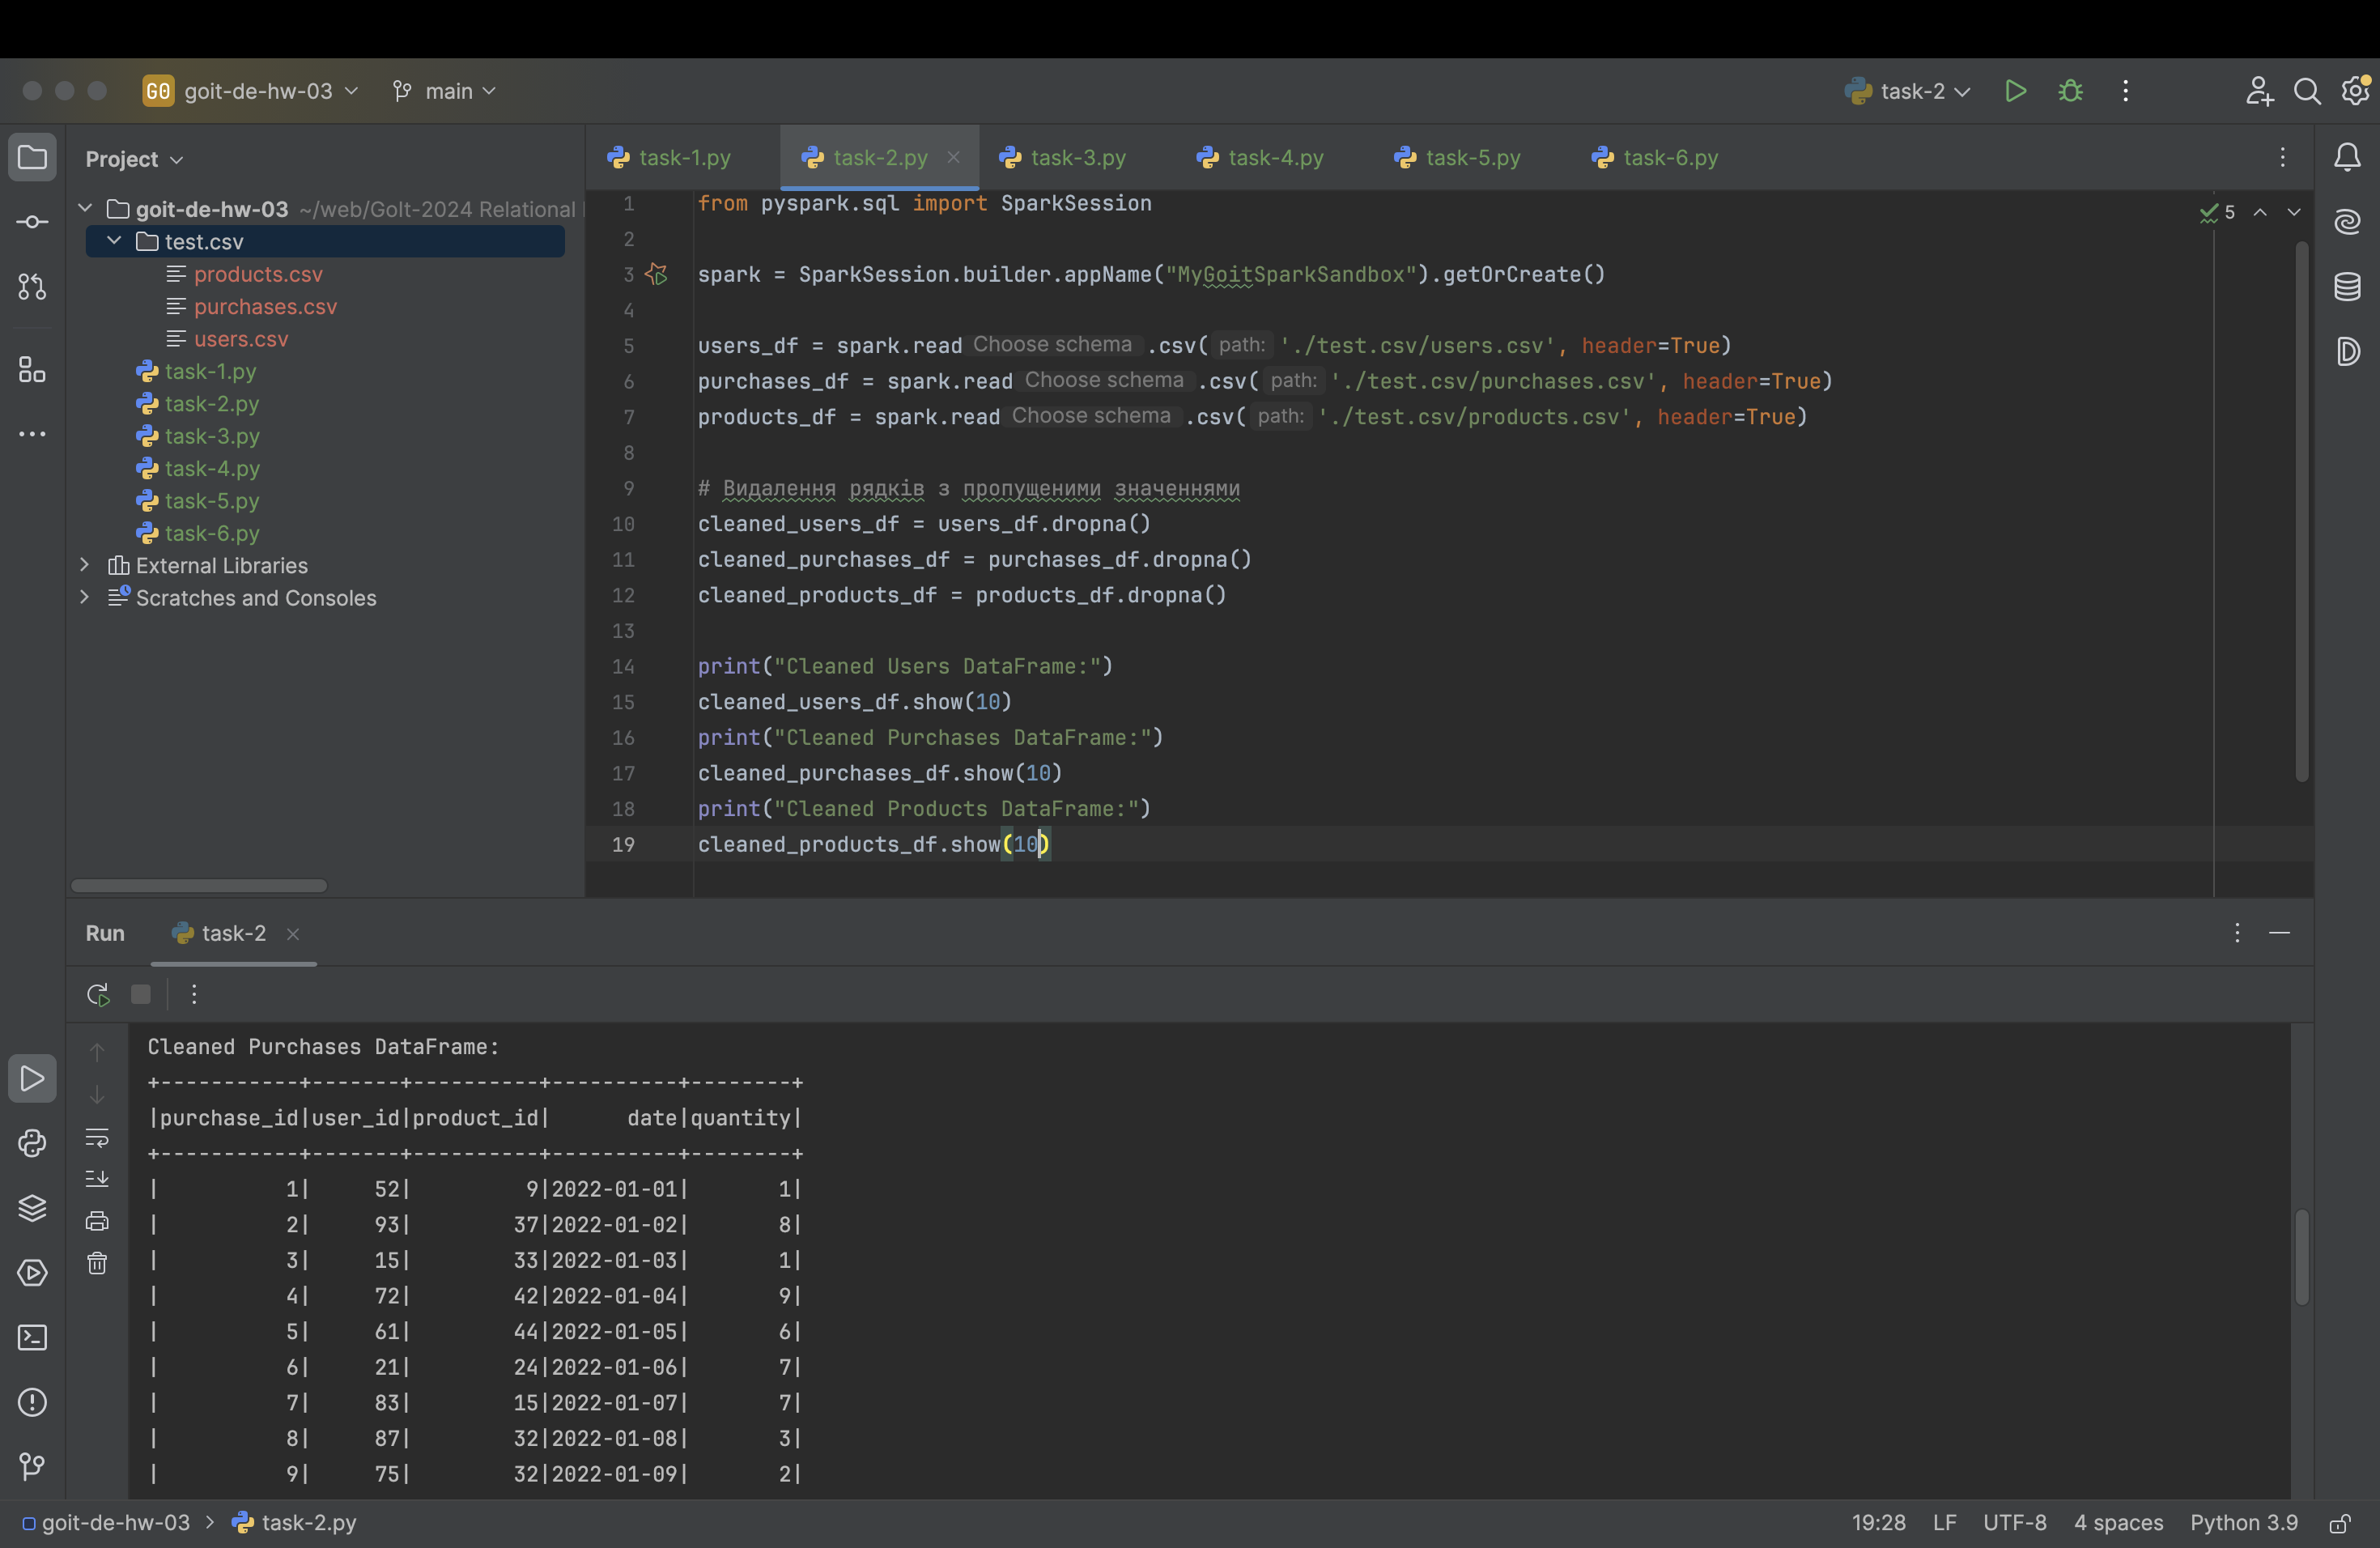 GO goit-de-hw-03 main task-2
Project
goit-de-hw-03 ~/web/GoIt-2024 Relational
test.csv
products.csv
purchases.csv
users.csv
task-1.py
task-2.py
task-3.py
task-4.py
task-5.py
task-6.py
External Libraries
Scratches and Consoles
task-1.py task-2.py task-3.py task-4.py task-5.py task-6.py
5
1 from pyspark.sql import SparkSession
2
3 spark = SparkSession.builder.appName("MyGoitSparkSandbox").getOrCreate()
4
5 users_df = spark.read Choose schema .csv( path: './test.csv/users.csv', header=True)
6 purchases_df = spark.read Choose schema .csv( path: './test.csv/purchases.csv', header=True)
7 products_df = spark.read Choose schema .csv( path: './test.csv/products.csv', header=True)
8
9 # Видалення рядків з пропущеними значеннями
10 cleaned_users_df = users_df.dropna()
11 cleaned_purchases_df = purchases_df.dropna()
12 cleaned_products_df = products_df.dropna()
13
14 print("Cleaned Users DataFrame:")
15 cleaned_users_df.show(10)
16 print("Cleaned Purchases DataFrame:")
17 cleaned_purchases_df.show(10)
18 print("Cleaned Products DataFrame:")
19 cleaned_products_df.show(10)
Run task-2
Cleaned Purchases DataFrame:
+-----------+-------+----------+----------+--------+
|purchase_id|user_id|product_id|      date|quantity|
+-----------+-------+----------+----------+--------+
|          1|     52|         9|2022-01-01|       1|
|          2|     93|        37|2022-01-02|       8|
|          3|     15|        33|2022-01-03|       1|
|          4|     72|        42|2022-01-04|       9|
|          5|     61|        44|2022-01-05|       6|
|          6|     21|        24|2022-01-06|       7|
|          7|     83|        15|2022-01-07|       7|
|          8|     87|        32|2022-01-08|       3|
|          9|     75|        32|2022-01-09|       2|
goit-de-hw-03 > task-2.py 19:28 LF UTF-8 4 spaces Python 3.9